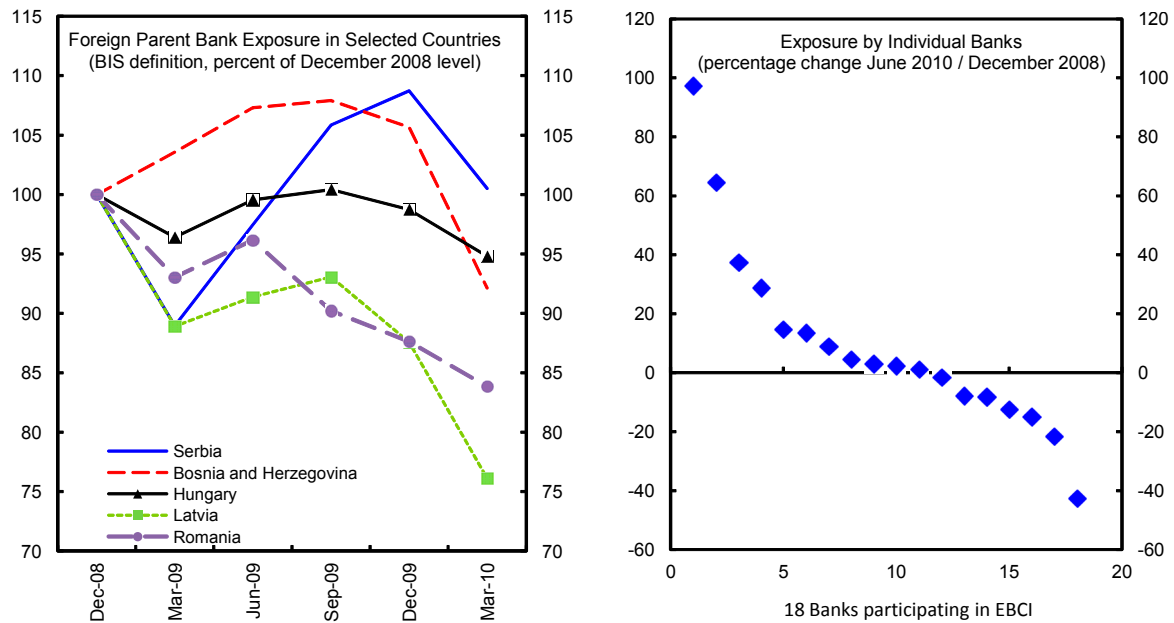 Foreign Parent Bank Exposure in Selected Countries
(BIS definition, percent of December 2008 level)
115
110
105
100
95
90
85
80
75
70
115
110
105
100
95
90
85
80
75
70
Serbia
Bosnia and Herzegovina
Hungary
Latvia
Romania
Dec-08
Mar-09
Jun-09
Sep-09
Dec-09
Mar-10
Exposure by Individual Banks
(percentage change June 2010 / December 2008)
120
100
80
60
40
20
0
-20
-40
-60
120
100
80
60
40
20
0
-20
-40
-60
0
5
10
15
20
18 Banks participating in EBCI